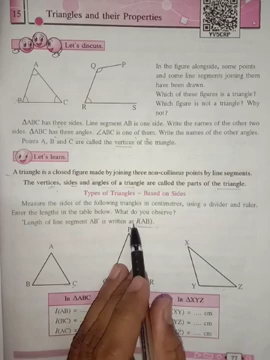 15 Triangles and their Properties
Let's discuss.
A
B C
Q P
R S
In the figure alongside, some points
and some line segments joining them
have been drawn.
Which of these figures is a triangle?
Which figure is not a triangle? Why
not?
ΔABC has three sides. Line segment AB is one side. Write the names of the other two
sides. ΔABC has three angles. ∠ABC is one of them. Write the names of the other angles.
Points A, B and C are called the vertices of the triangle.
Let's learn.
A triangle is a closed figure made by joining three non-collinear points by line segments.
The vertices, sides and angles of a triangle are called the parts of the triangle.
Types of Triangles - Based on Sides
Measure the sides of the following triangles in centimetres, using a divider and ruler.
Enter the lengths in the table below. What do you observe?
'Length of line segment AB' is written as l(AB).
A
B C
R
X
Y Z
In ΔABC
l(AB) =
l(BC) =
l(AC) =
In ΔXYZ
(XY) = ..... cm
(YZ) = ..... cm
(XZ) = ..... cm
77